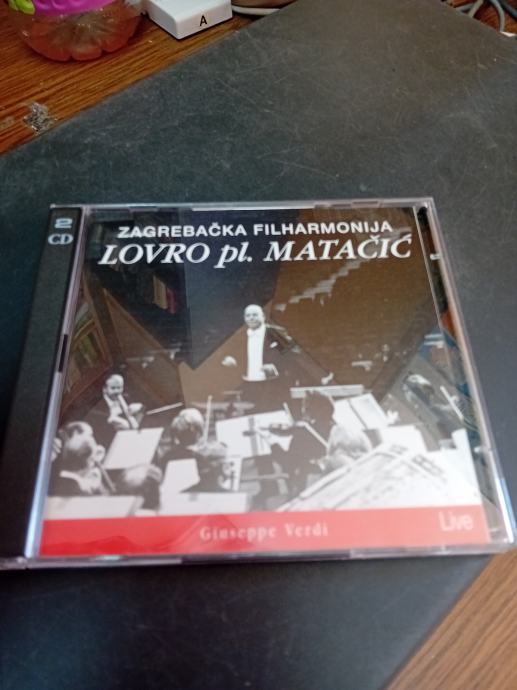 A
2
CD
ZAGREBAČKA FILHARMONIJA
LOVRO pl. MATAČIĆ
Giuseppe Verdi
Live